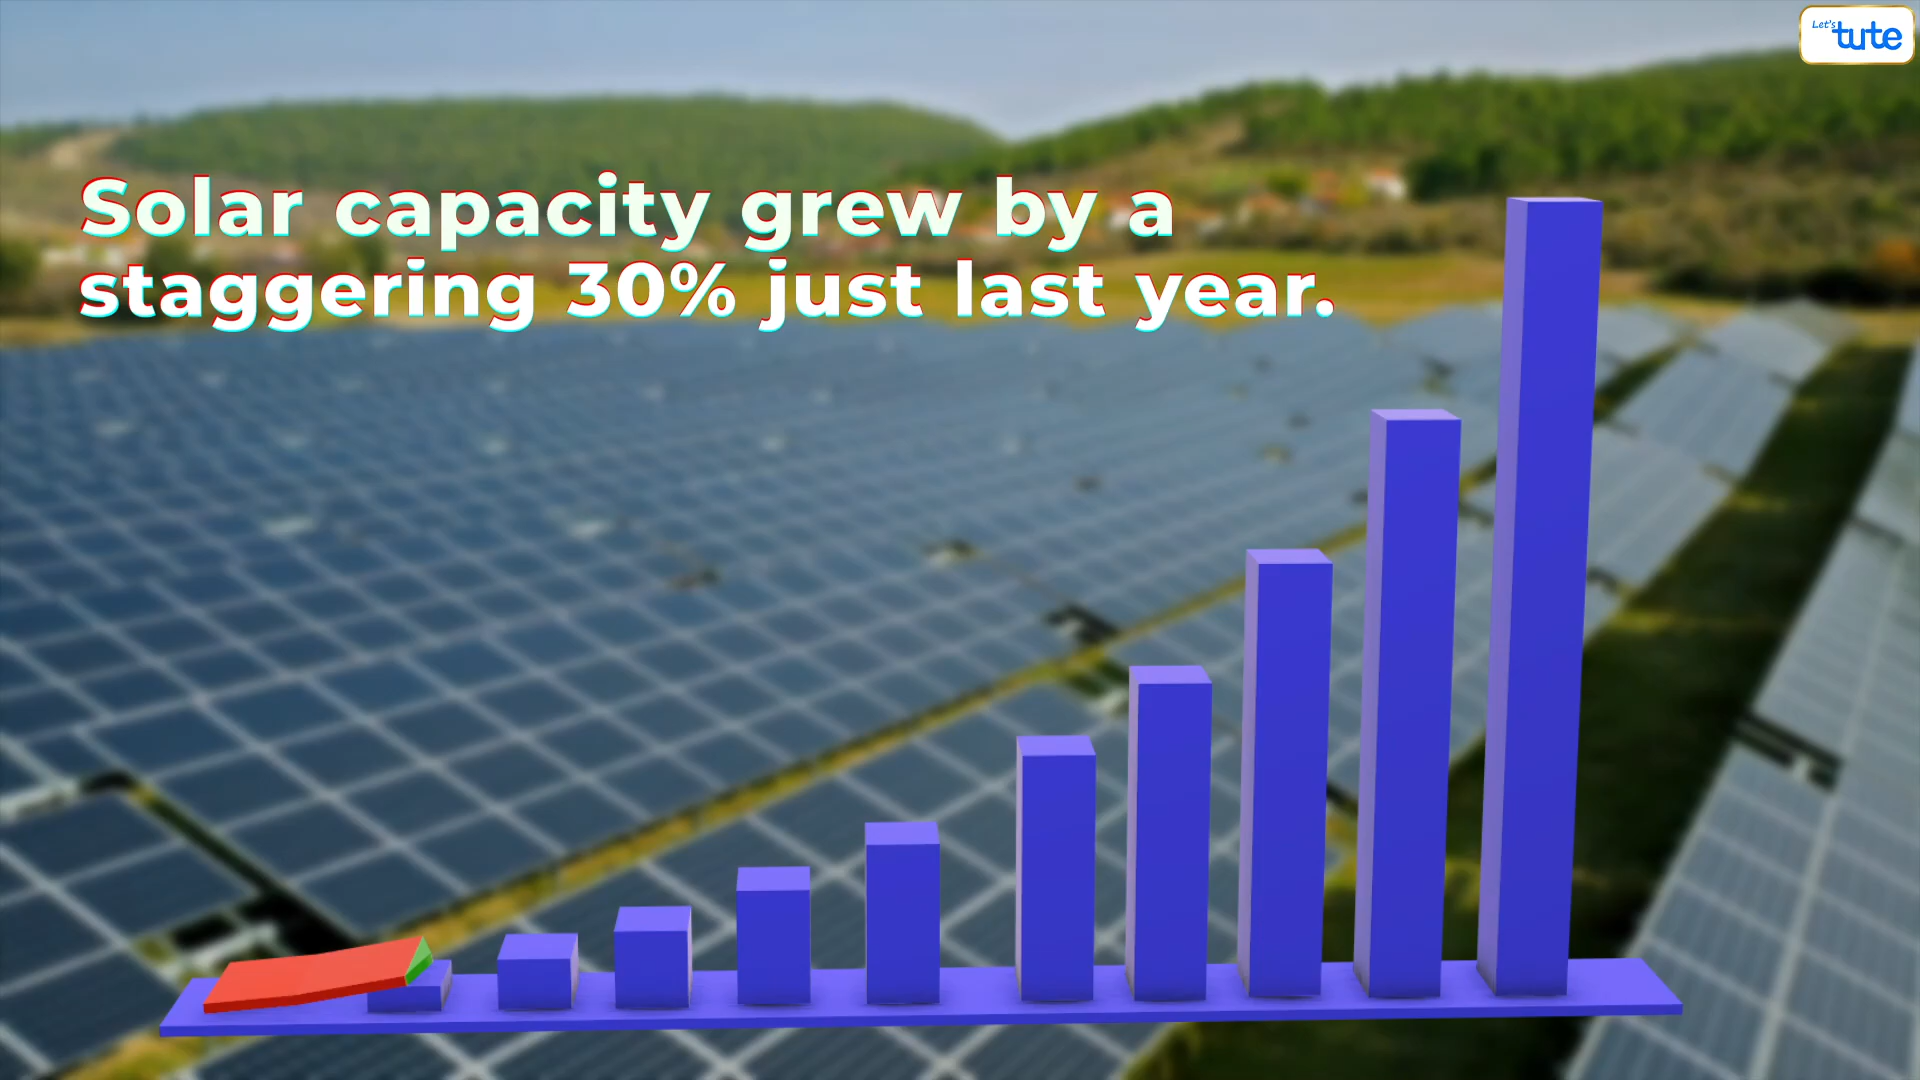 Let's
tute
Solar capacity grew by a
staggering 30% just last year.